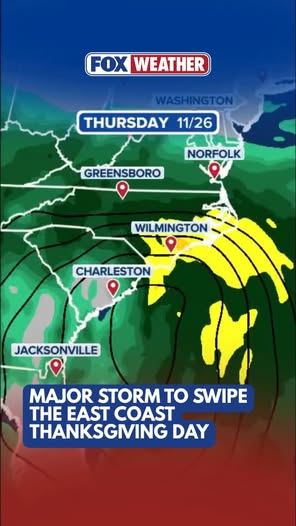 FOX WEATHER
WASHINGTON
THURSDAY 11/26
NORFOLK
GREENSBORO
WILMINGTON
CHARLESTON
JACKSONVILLE
MAJOR STORM TO SWIPE
THE EAST COAST
THANKSGIVING DAY